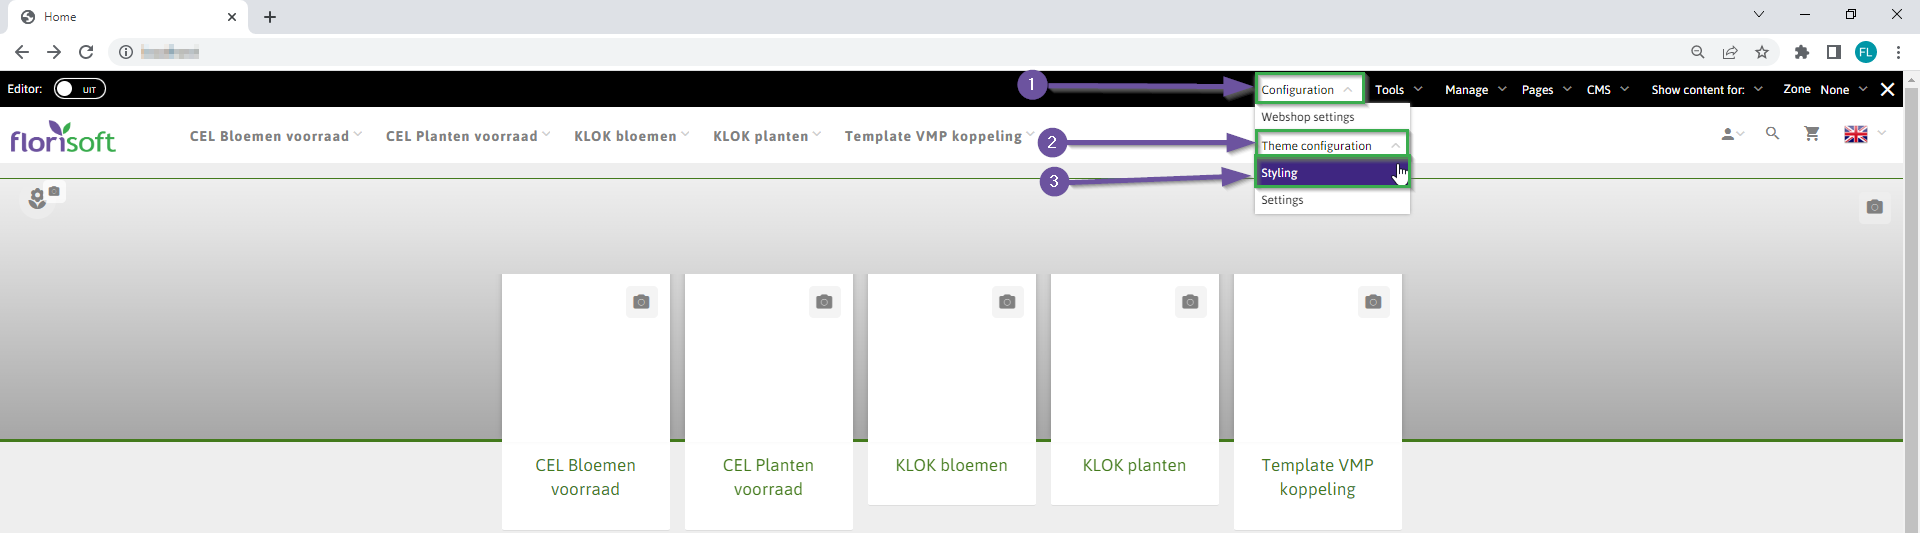 Home
FL
Editor: UIT
1 Configuration Tools Manage Pages CMS Show content for: Zone None
Webshop settings
florisoft CEL Bloemen voorraad CEL Planten voorraad KLOK bloemen KLOK planten Template VMP koppeling
2 Theme configuration
3 Styling
Settings
CEL Bloemen
voorraad
CEL Planten
voorraad
KLOK bloemen
KLOK planten
Template VMP
koppeling